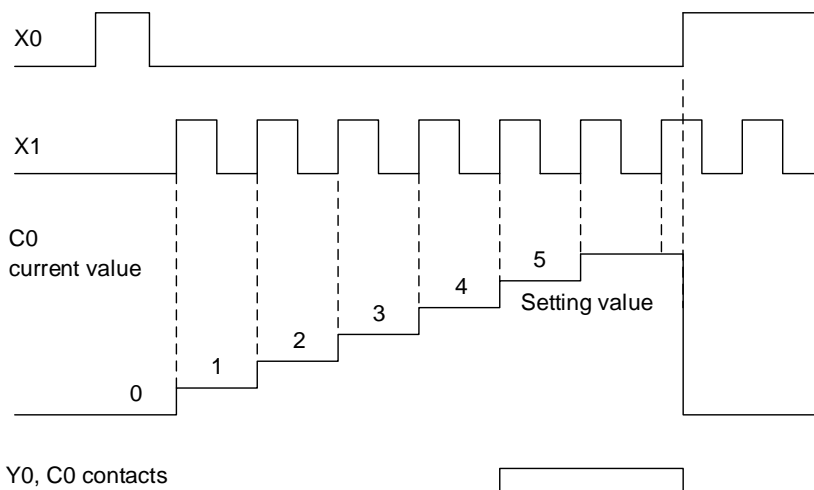 X0
X1
C0
current value
5
4
Setting value
3
2
1
0
Y0, C0 contacts